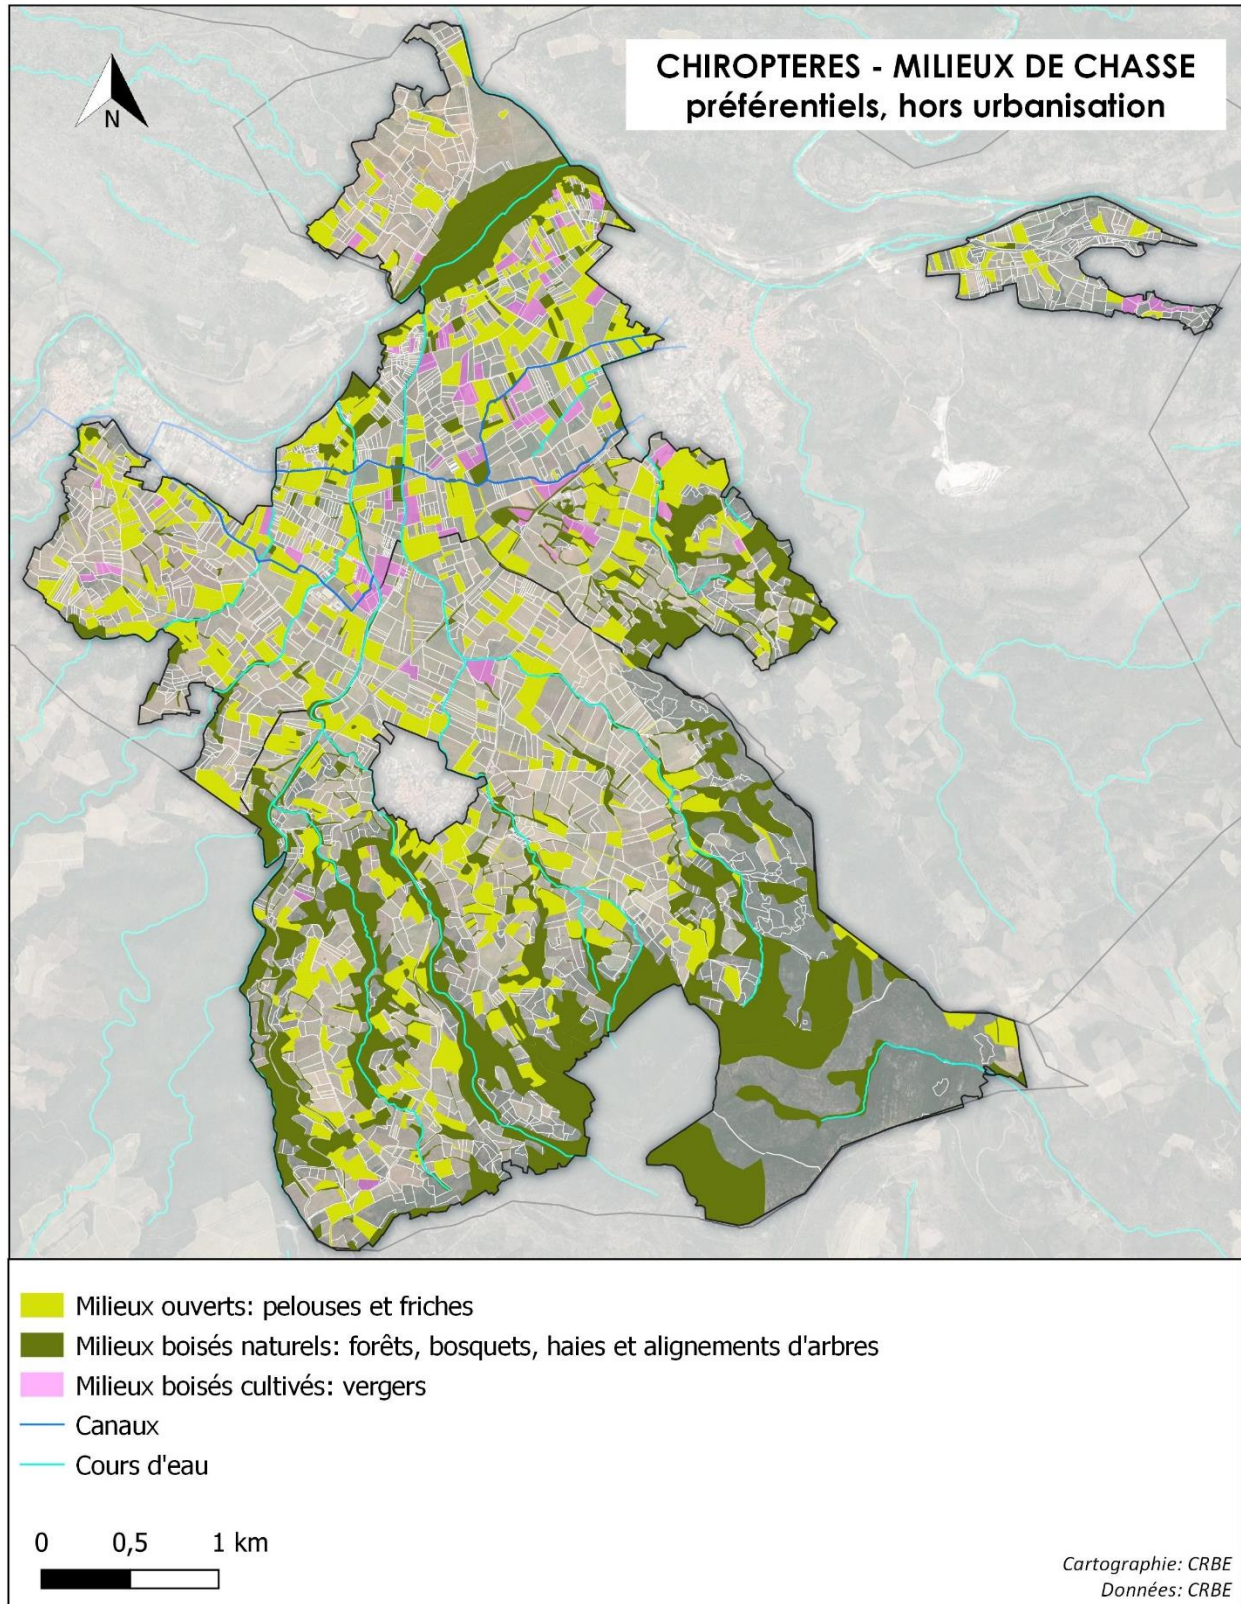 CHIROPTERES - MILIEUX DE CHASSE
préférentiels, hors urbanisation
N
Milieux ouverts: pelouses et friches
Milieux boisés naturels: forêts, bosquets, haies et alignements d'arbres
Milieux boisés cultivés: vergers
Canaux
Cours d'eau
0 0,5 1 km
Cartographie: CRBE
Données: CRBE